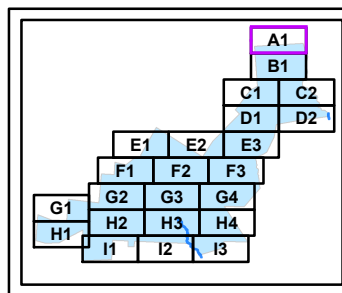 A1
B1
C1 C2
D1 D2
E1 E2 E3
F1 F2 F3
G1 G2 G3 G4
H1 H2 H3 H4
I1 I2 I3